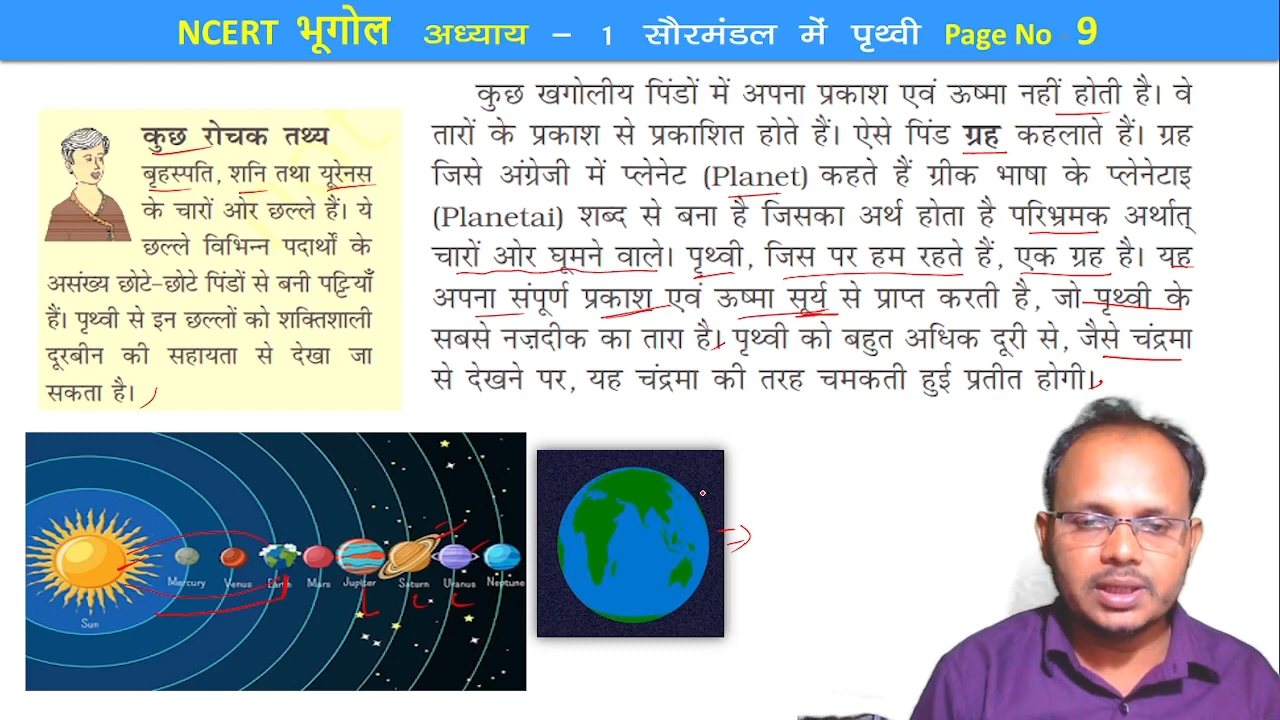 NCERT भूगोल अध्याय – 1 सौरमंडल में पृथ्वी Page No - 9
कुछ रोचक तथ्य
बृहस्पति, शनि तथा यूरेनस
के चारों ओर छल्ले हैं। ये
छल्ले विभिन्न पदार्थों के
असंख्य छोटे-छोटे पिंडों से बनी पट्टियाँ
हैं। पृथ्वी से इन छल्लों को शक्तिशाली
दूरबीन की सहायता से देखा जा
सकता है।
कुछ खगोलीय पिंडों में अपना प्रकाश एवं ऊष्मा नहीं होती है। वे
तारों के प्रकाश से प्रकाशित होते हैं। ऐसे पिंड ग्रह कहलाते हैं। ग्रह
जिसे अंग्रेजी में प्लेनेट (Planet) कहते हैं ग्रीक भाषा के प्लेनेटाइ
(Planetai) शब्द से बना है जिसका अर्थ होता है परिभ्रमक अर्थात्
चारों ओर घूमने वाले। पृथ्वी, जिस पर हम रहते हैं, एक ग्रह है। यह
अपना संपूर्ण प्रकाश एवं ऊष्मा सूर्य से प्राप्त करती है, जो पृथ्वी के
सबसे नज़दीक का तारा है। पृथ्वी को बहुत अधिक दूरी से, जैसे चंद्रमा
से देखने पर, यह चंद्रमा की तरह चमकती हुई प्रतीत होगी।
Mercury Venus Earth Mars Jupiter Saturn Uranus Neptune
Sun